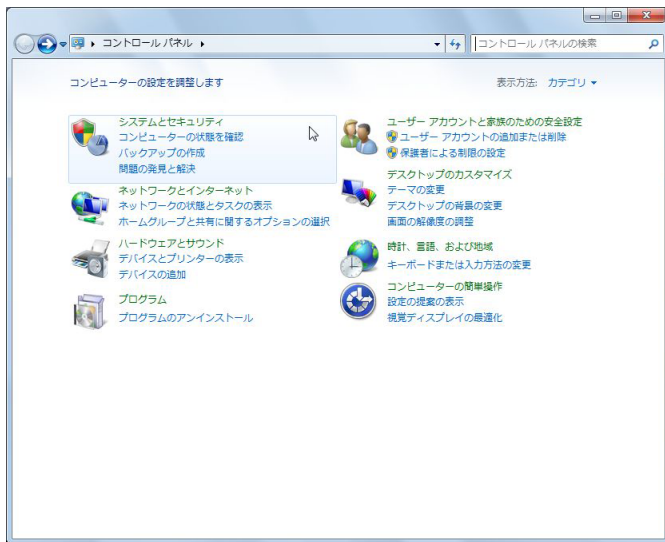 コントロール パネル
コントロール パネルの検索
コンピューターの設定を調整します
表示方法: カテゴリ
システムとセキュリティ
コンピューターの状態を確認
バックアップの作成
問題の発見と解決
ネットワークとインターネット
ネットワークの状態とタスクの表示
ホームグループと共有に関するオプションの選択
ハードウェアとサウンド
デバイスとプリンターの表示
デバイスの追加
プログラム
プログラムのアンインストール
ユーザー アカウントと家族のための安全設定
ユーザー アカウントの追加または削除
保護者による制限の設定
デスクトップのカスタマイズ
テーマの変更
デスクトップの背景の変更
画面の解像度の調整
時計、言語、および地域
キーボードまたは入力方法の変更
コンピューターの簡単操作
設定の提案の表示
視覚ディスプレイの最適化